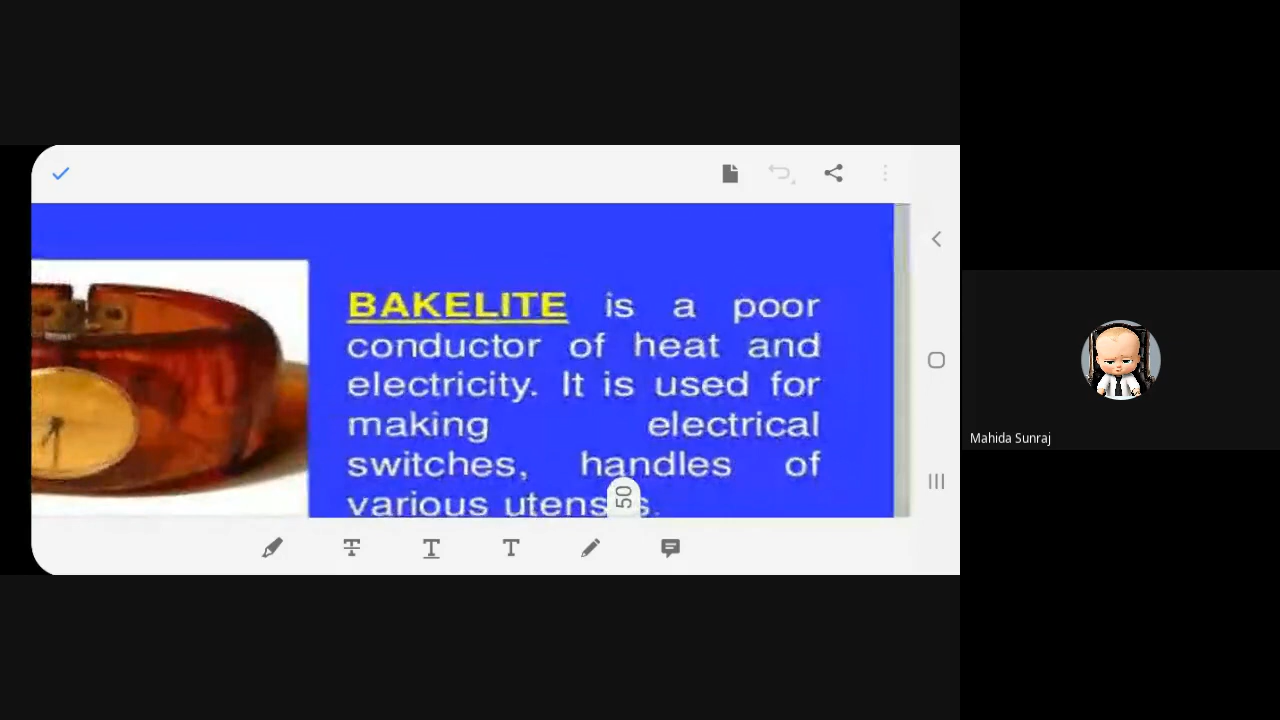 BAKELITE is a poor
conductor of heat and
electricity. It is used for
making electrical
switches, handles of
various
50
Mahida Sunraj